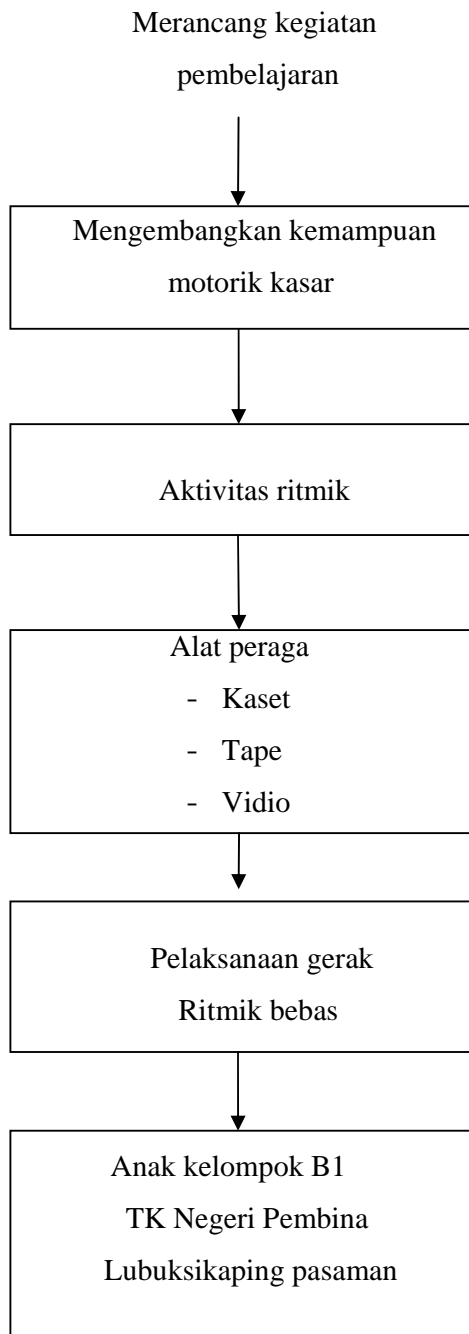 Merancang kegiatan
pembelajaran
Mengembangkan kemampuan
motorik kasar
Aktivitas ritmik
Alat peraga
- Kaset
- Tape
- Vidio
Pelaksanaan gerak
Ritmik bebas
Anak kelompok B1
TK Negeri Pembina
Lubuksikaping pasaman